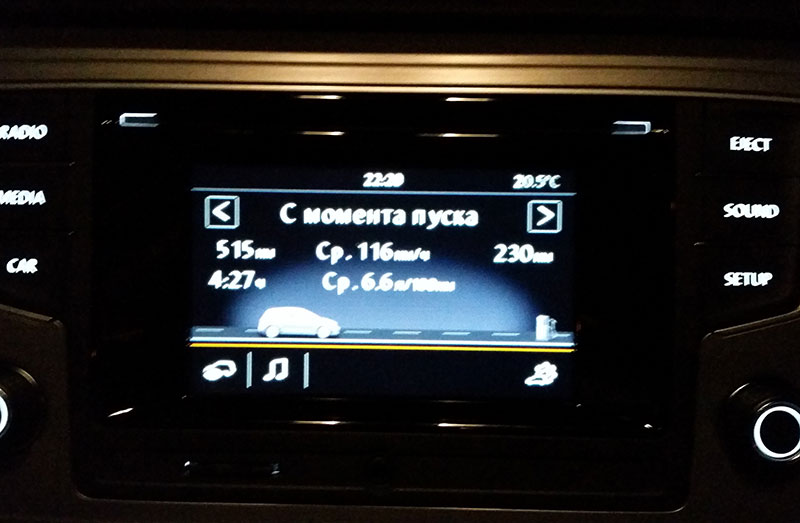 RADIO
MEDIA
CAR
22:20 20.5°C
С момента пуска
515км Ср. 116км/ч 230км
4:27ч Ср. 6.6л/100км
EJECT
SOUND
SETUP